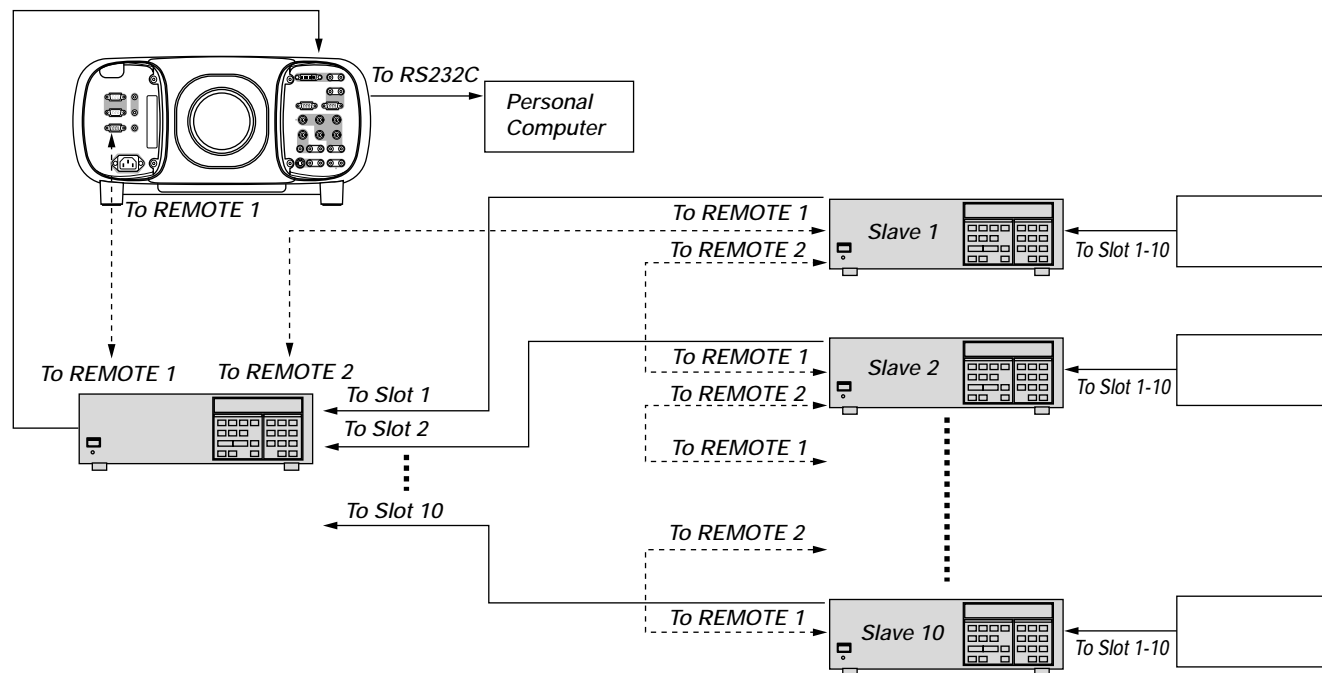 To RS232C
Personal
Computer
To REMOTE 1
To REMOTE 1
To REMOTE 2
To Slot 1
To Slot 2
To Slot 10
To REMOTE 1
To REMOTE 2
Slave 1
To Slot 1-10
To REMOTE 1
To REMOTE 2
Slave 2
To Slot 1-10
To REMOTE 1
To REMOTE 2
To REMOTE 1
Slave 10
To Slot 1-10